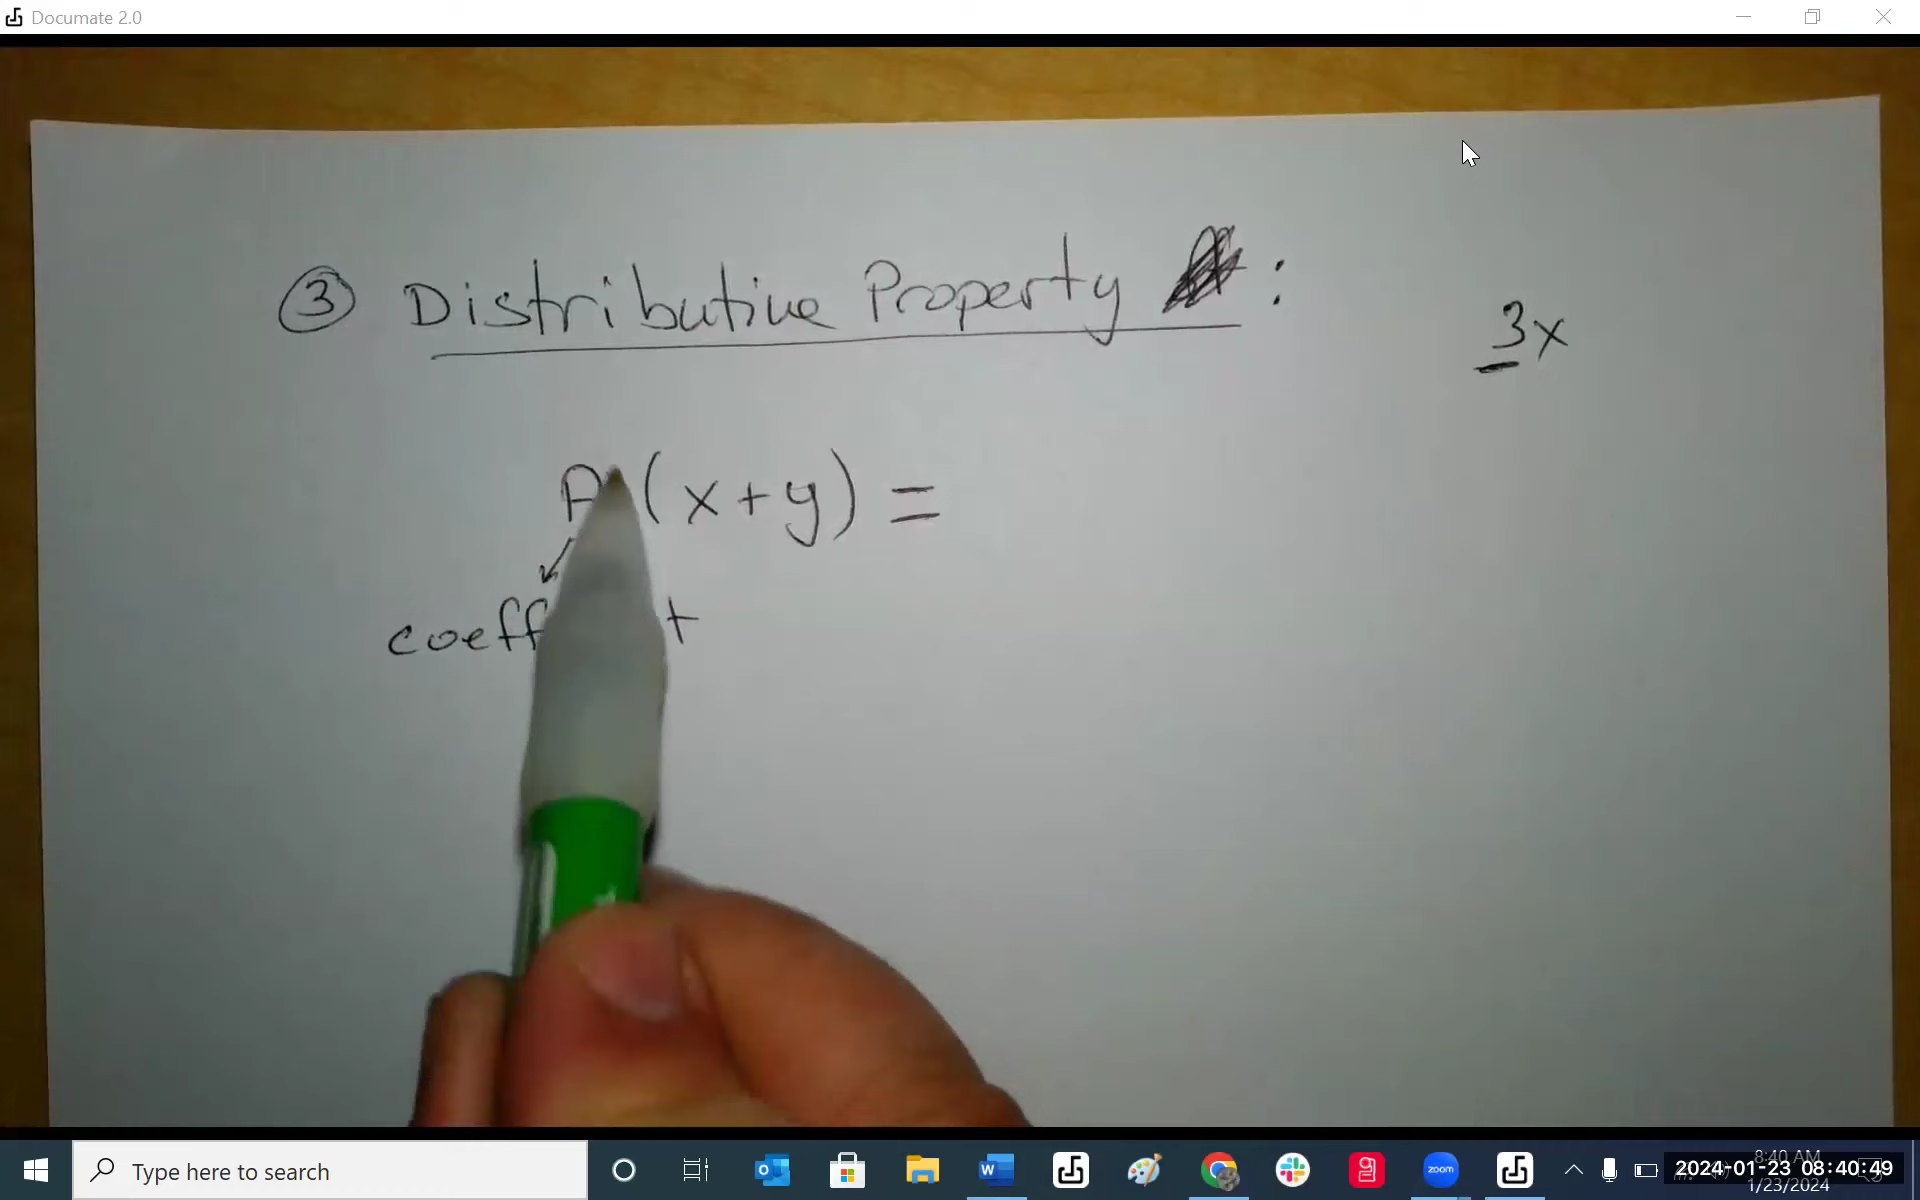 Documate 2.0
③ Distributive Property :
3x
A (x+y) =
coeff t
Type here to search
zoom
8:40 AM
2024-01-23 08:40:49
1/23/2024